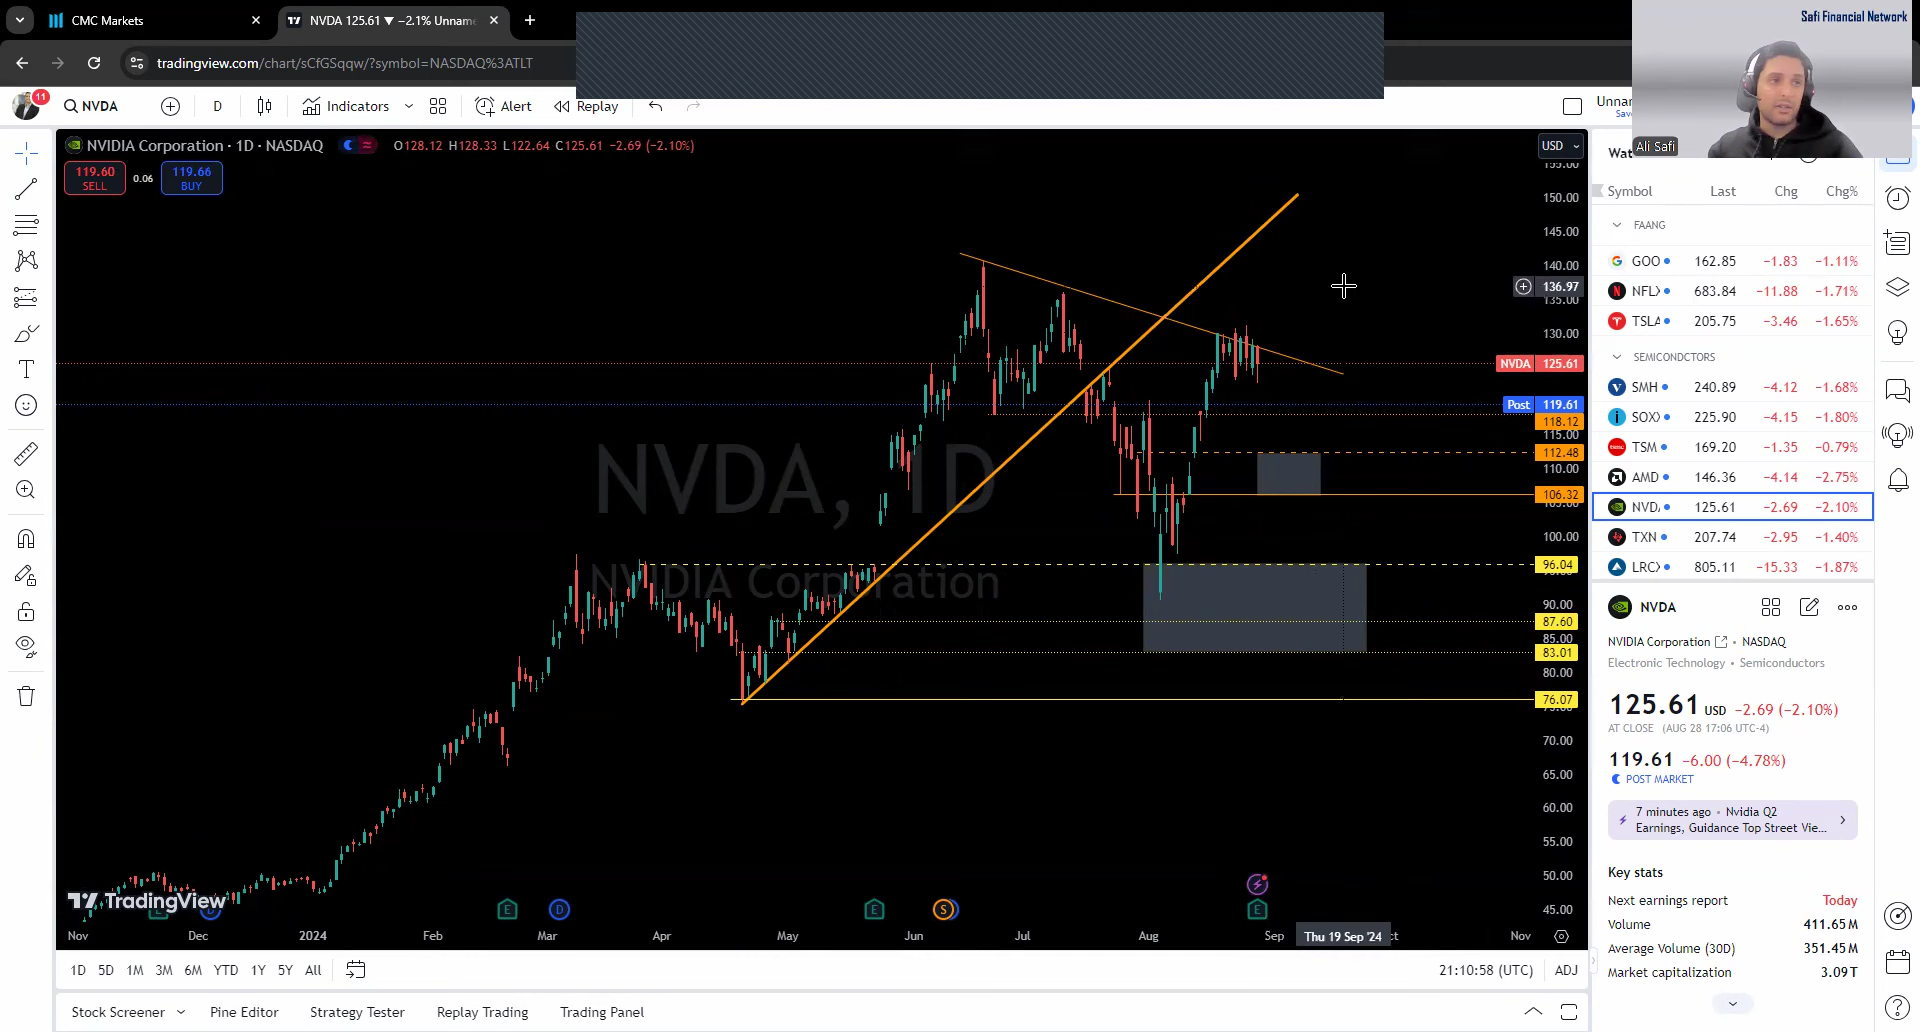 CMC Markets
NVDA 125.61 ▼ −2.1% Unname
Safi Financial Network
tradingview.com/chart/sCfGSqqw/?symbol=NASDAQ%3ATLT
11
NVDA
D
Indicators
Alert
Replay
Unnar
Save
Ali Safi
NVIDIA Corporation · 1D · NASDAQ
O128.12 H128.33 L122.64 C125.61 −2.69 (−2.10%)
USD
119.60
SELL
0.06
119.66
BUY
155.00
150.00
145.00
140.00
136.97
135.00
130.00
NVDA 125.61
Post 119.61
118.12
115.00
112.48
110.00
106.32
105.00
100.00
96.04
90.00
87.60
85.00
83.01
80.00
76.07
70.00
65.00
60.00
55.00
50.00
45.00
NVDA, 1D
NVIDIA Corporation
TradingView
E
D
E
D
E
S
E
Nov
Dec
2024
Feb
Mar
Apr
May
Jun
Jul
Aug
Sep
Thu 19 Sep '24
ct
Nov
1D 5D 1M 3M 6M YTD 1Y 5Y All
21:10:58 (UTC)
ADJ
Stock Screener
Pine Editor
Strategy Tester
Replay Trading
Trading Panel
Wat
Symbol Last Chg Chg%
FAANG
GOO 162.85 −1.83 −1.11%
NFL 683.84 −11.88 −1.71%
TSLA 205.75 −3.46 −1.65%
SEMICONDCTORS
SMH 240.89 −4.12 −1.68%
SOX 225.90 −4.15 −1.80%
TSM 169.20 −1.35 −0.79%
AMD 146.36 −4.14 −2.75%
NVD 125.61 −2.69 −2.10%
TXN 207.74 −2.95 −1.40%
LRC 805.11 −15.33 −1.87%
NVDA
NVIDIA Corporation • NASDAQ
Electronic Technology • Semiconductors
125.61 USD −2.69 (−2.10%)
AT CLOSE (AUG 28 17:06 UTC-4)
119.61 −6.00 (−4.78%)
POST MARKET
7 minutes ago • Nvidia Q2
Earnings, Guidance Top Street Vie...
Key stats
Next earnings report Today
Volume 411.65M
Average Volume (30D) 351.45M
Market capitalization 3.09T